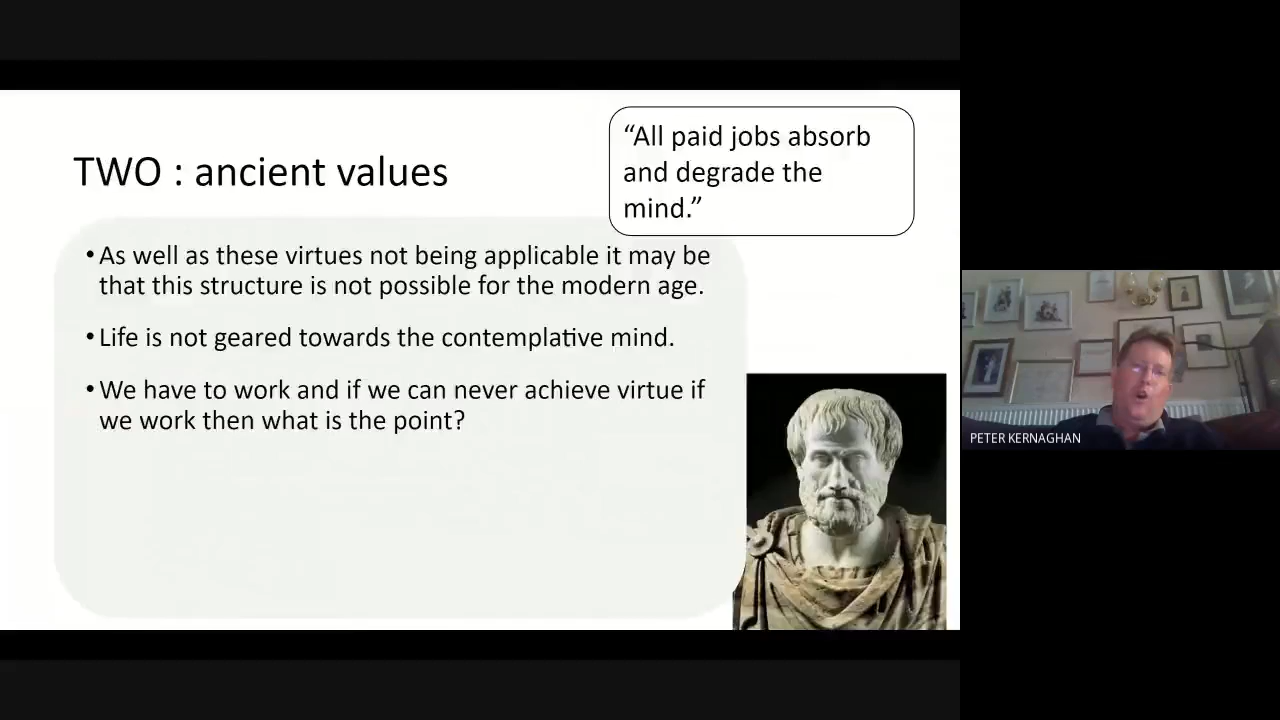 “All paid jobs absorb
and degrade the
mind.”
TWO : ancient values
•As well as these virtues not being applicable it may be
that this structure is not possible for the modern age.
•Life is not geared towards the contemplative mind.
•We have to work and if we can never achieve virtue if
we work then what is the point?
PETER KERNAGHAN